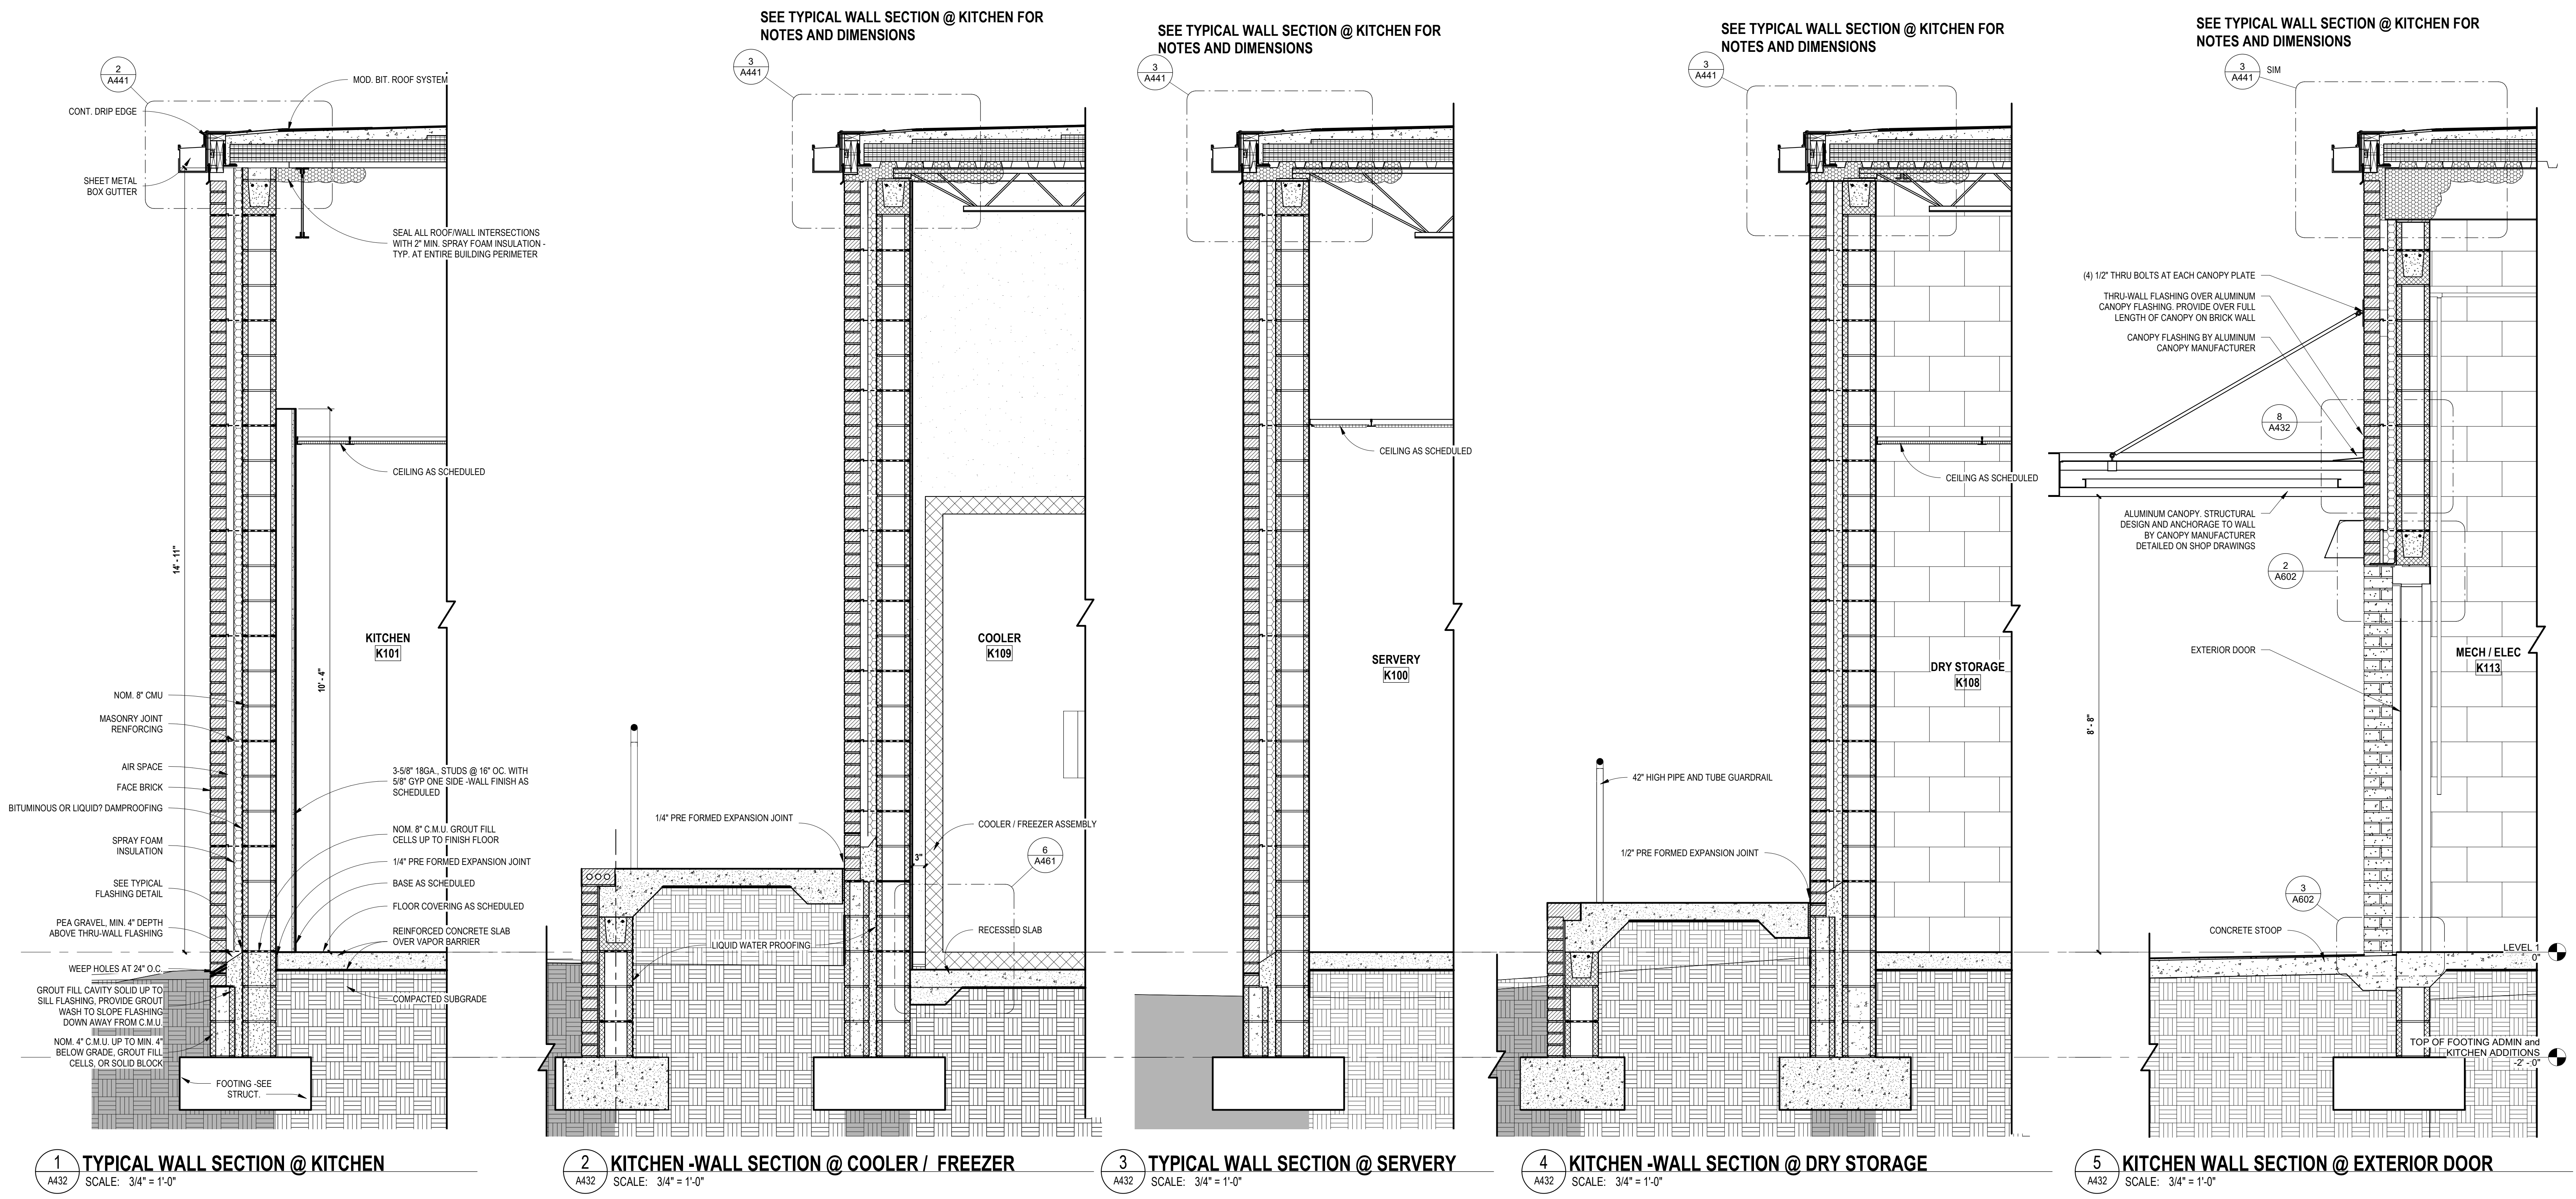 SEE TYPICAL WALL SECTION @ KITCHEN FOR
NOTES AND DIMENSIONS
SEE TYPICAL WALL SECTION @ KITCHEN FOR
NOTES AND DIMENSIONS
SEE TYPICAL WALL SECTION @ KITCHEN FOR
NOTES AND DIMENSIONS
SEE TYPICAL WALL SECTION @ KITCHEN FOR
NOTES AND DIMENSIONS
2
A441
MOD. BIT. ROOF SYSTEM
CONT. DRIP EDGE
SHEET METAL
BOX GUTTER
SEAL ALL ROOF/WALL INTERSECTIONS
WITH 2" MIN. SPRAY FOAM INSULATION -
TYP. AT ENTIRE BUILDING PERIMETER
CEILING AS SCHEDULED
14' - 11"
10' - 4"
KITCHEN
K101
NOM. 8" CMU
MASONRY JOINT
RENFORCING
AIR SPACE
FACE BRICK
BITUMINOUS OR LIQUID? DAMPROOFING
SPRAY FOAM
INSULATION
SEE TYPICAL
FLASHING DETAIL
PEA GRAVEL, MIN. 4" DEPTH
ABOVE THRU-WALL FLASHING
WEEP HOLES AT 24" O.C.
GROUT FILL CAVITY SOLID UP TO
SILL FLASHING, PROVIDE GROUT
WASH TO SLOPE FLASHING
DOWN AWAY FROM C.M.U.
NOM. 4" C.M.U. UP TO MIN. 4"
BELOW GRADE, GROUT FILL
CELLS, OR SOLID BLOCK
3-5/8" 18GA., STUDS @ 16" OC. WITH
5/8" GYP ONE SIDE -WALL FINISH AS
SCHEDULED
NOM. 8" C.M.U. GROUT FILL
CELLS UP TO FINISH FLOOR
1/4" PRE FORMED EXPANSION JOINT
BASE AS SCHEDULED
FLOOR COVERING AS SCHEDULED
REINFORCED CONCRETE SLAB
OVER VAPOR BARRIER
COMPACTED SUBGRADE
FOOTING -SEE
STRUCT.
1
A432
TYPICAL WALL SECTION @ KITCHEN
SCALE: 3/4" = 1'-0"
3
A441
COOLER
K109
1/4" PRE FORMED EXPANSION JOINT
COOLER / FREEZER ASSEMBLY
3"
6
A461
LIQUID WATER PROOFING
RECESSED SLAB
2
A432
KITCHEN -WALL SECTION @ COOLER / FREEZER
SCALE: 3/4" = 1'-0"
3
A441
CEILING AS SCHEDULED
SERVERY
K100
3
A432
TYPICAL WALL SECTION @ SERVERY
SCALE: 3/4" = 1'-0"
3
A441
CEILING AS SCHEDULED
DRY STORAGE
K108
42" HIGH PIPE AND TUBE GUARDRAIL
1/2" PRE FORMED EXPANSION JOINT
4
A432
KITCHEN -WALL SECTION @ DRY STORAGE
SCALE: 3/4" = 1'-0"
3
A441
SIM
(4) 1/2" THRU BOLTS AT EACH CANOPY PLATE
THRU-WALL FLASHING OVER ALUMINUM
CANOPY FLASHING. PROVIDE OVER FULL
LENGTH OF CANOPY ON BRICK WALL
CANOPY FLASHING BY ALUMINUM
CANOPY MANUFACTURER
8
A432
ALUMINUM CANOPY. STRUCTURAL
DESIGN AND ANCHORAGE TO WALL
BY CANOPY MANUFACTURER
DETAILED ON SHOP DRAWINGS
2
A602
EXTERIOR DOOR
MECH / ELEC
K113
8' - 8"
3
A602
CONCRETE STOOP
LEVEL 1
0"
TOP OF FOOTING ADMIN and
KITCHEN ADDITIONS
-2' - 0"
5
A432
KITCHEN WALL SECTION @ EXTERIOR DOOR
SCALE: 3/4" = 1'-0"